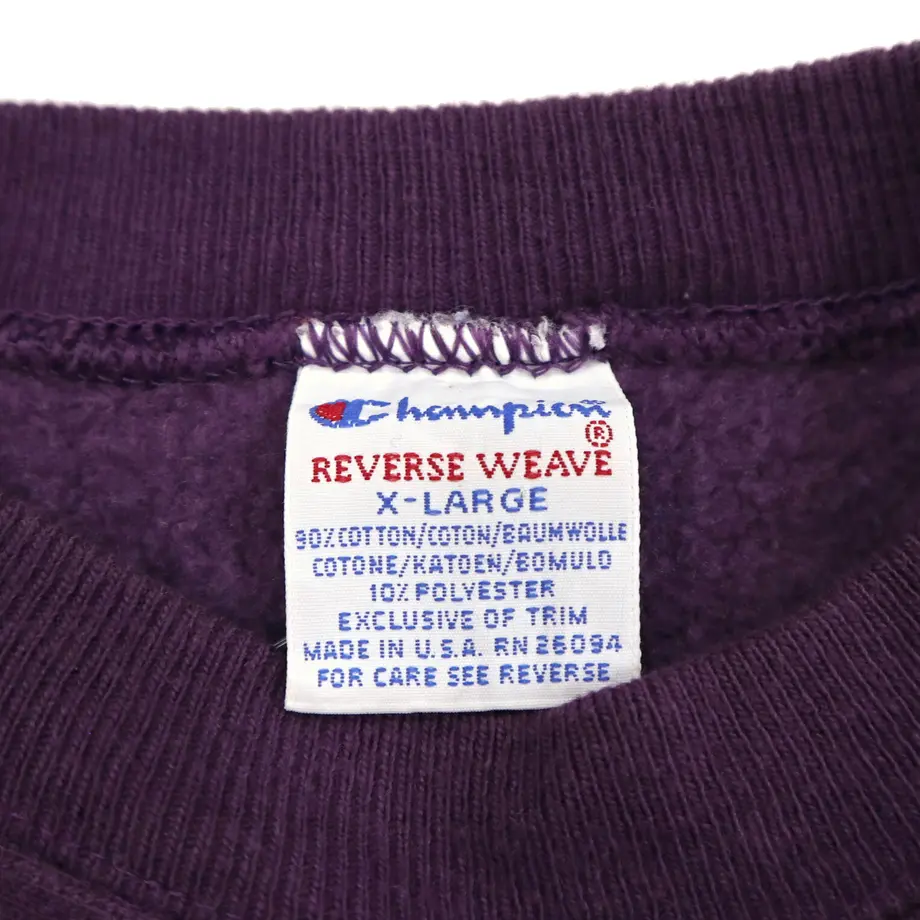 Champion
®
REVERSE WEAVE
X-LARGE
90% COTTON/COTON/BAUMWOLLE
COTONE/KATOEN/BOMULD
10% POLYESTER
EXCLUSIVE OF TRIM
MADE IN U.S.A. RN 26094
FOR CARE SEE REVERSE